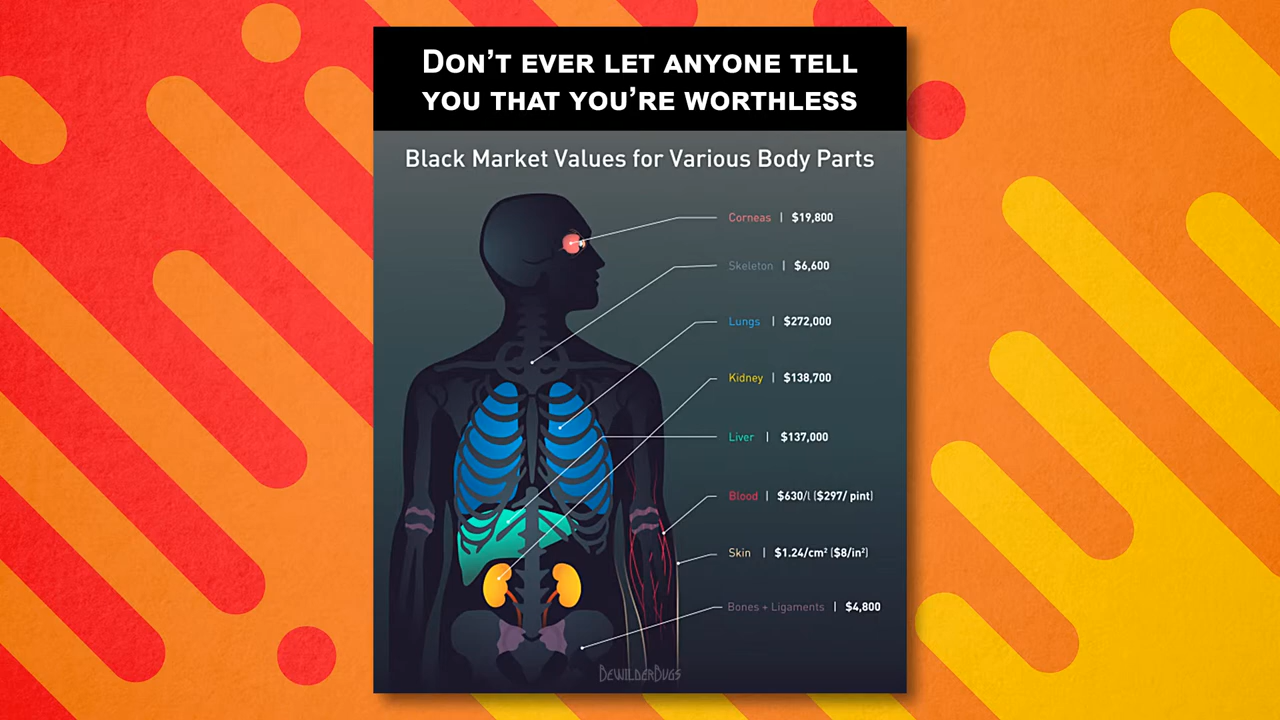 DON'T EVER LET ANYONE TELL
YOU THAT YOU'RE WORTHLESS
Black Market Values for Various Body Parts
Corneas | $19,800
Skeleton | $6,600
Lungs | $272,000
Kidney | $138,700
Liver | $137,000
Blood | $630/l ($297/ pint)
Skin | $1.24/cm² ($8/in²)
Bones + Ligaments | $4,800
BEWILDERBUGS